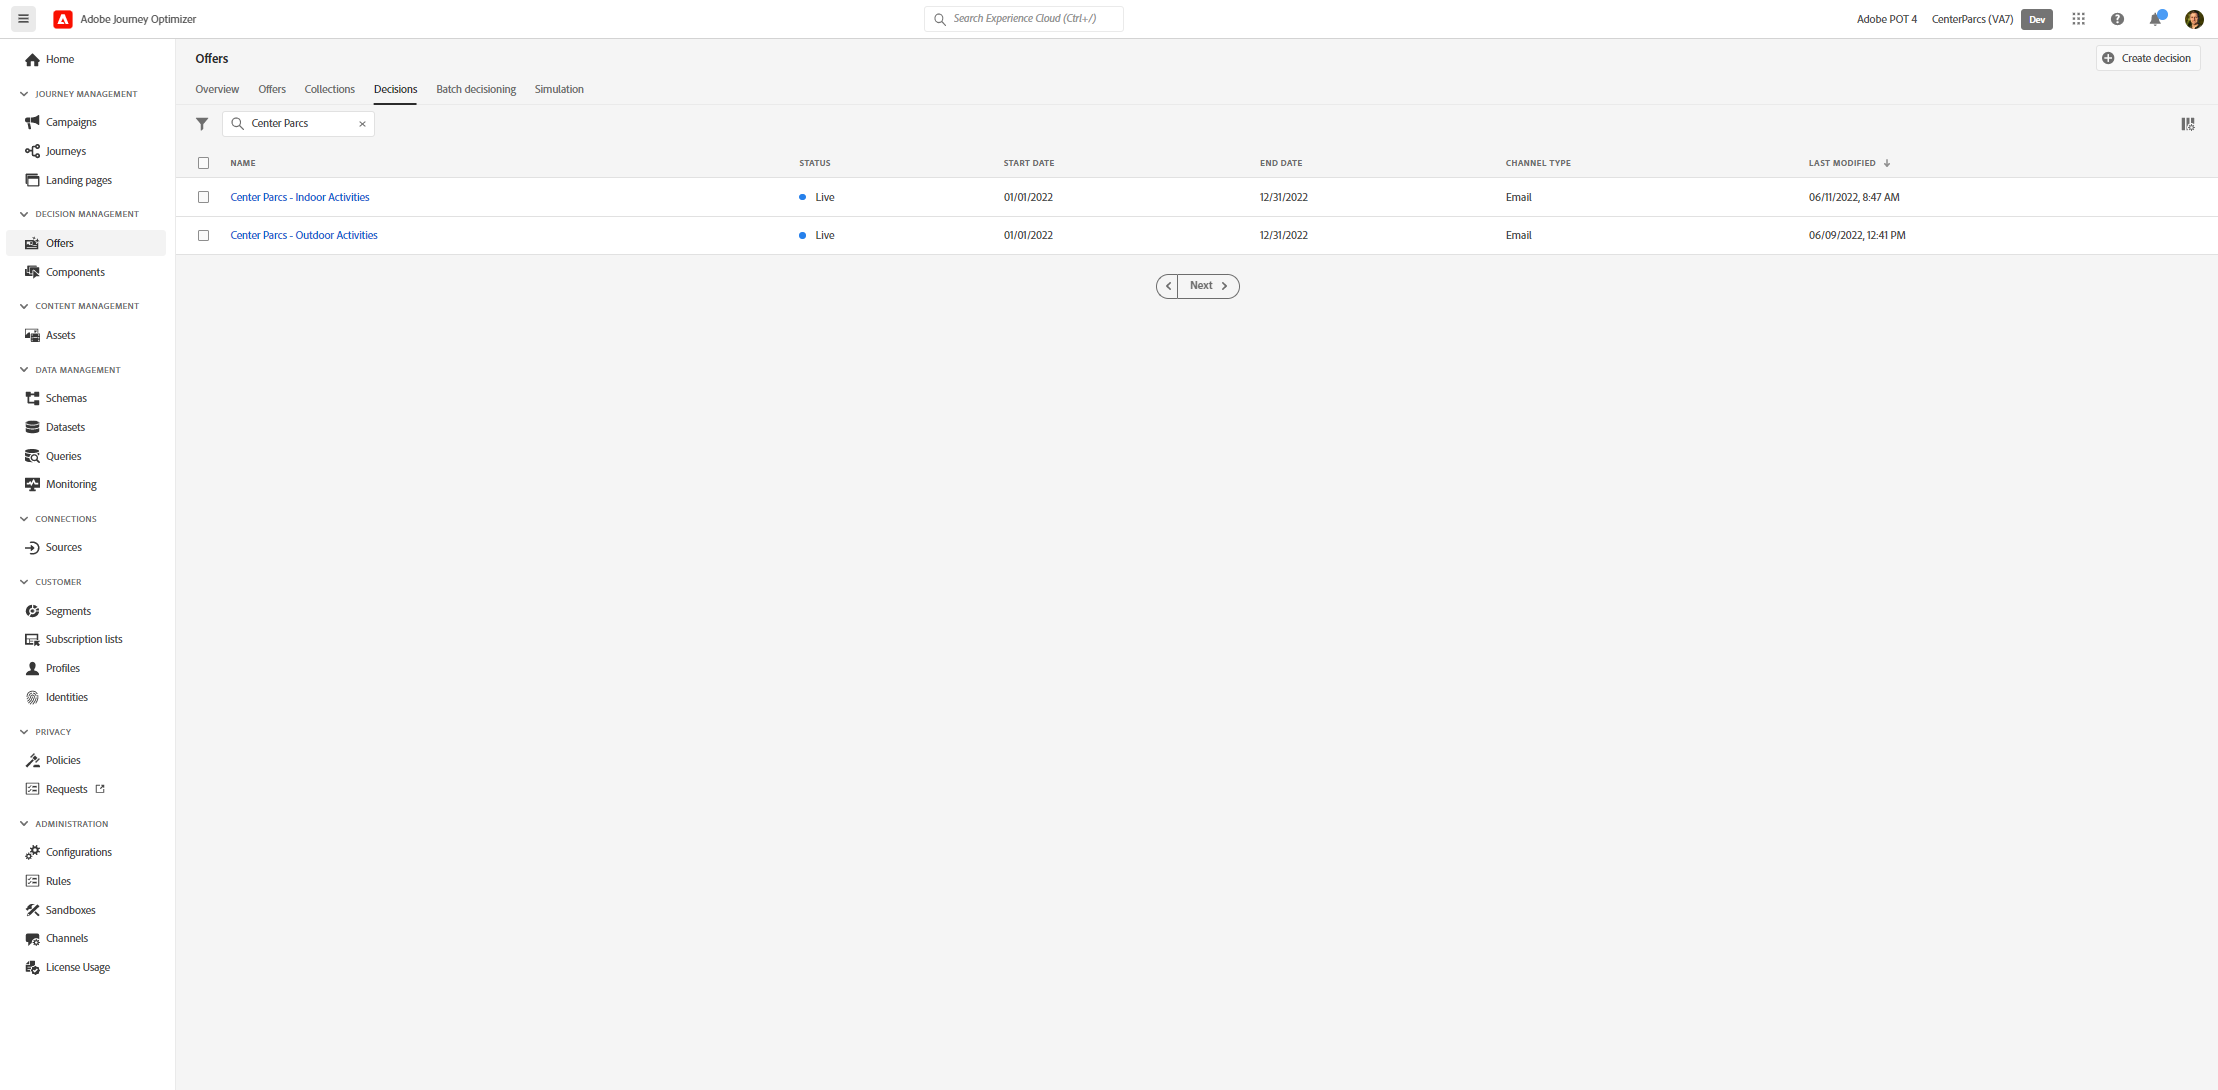 Adobe Journey Optimizer
Search Experience Cloud (Ctrl+/)
Adobe POT 4 CenterParcs (VA7) Dev
Home
JOURNEY MANAGEMENT
Campaigns
Journeys
Landing pages
DECISION MANAGEMENT
Offers
Components
CONTENT MANAGEMENT
Assets
DATA MANAGEMENT
Schemas
Datasets
Queries
Monitoring
CONNECTIONS
Sources
CUSTOMER
Segments
Subscription lists
Profiles
Identities
PRIVACY
Policies
Requests
ADMINISTRATION
Configurations
Rules
Sandboxes
Channels
License Usage
Offers
Create decision
Overview Offers Collections Decisions Batch decisioning Simulation
Center Parcs
NAME STATUS START DATE END DATE CHANNEL TYPE LAST MODIFIED
Center Parcs - Indoor Activities Live 01/01/2022 12/31/2022 Email 06/11/2022, 8:47 AM
Center Parcs - Outdoor Activities Live 01/01/2022 12/31/2022 Email 06/09/2022, 12:41 PM
Next